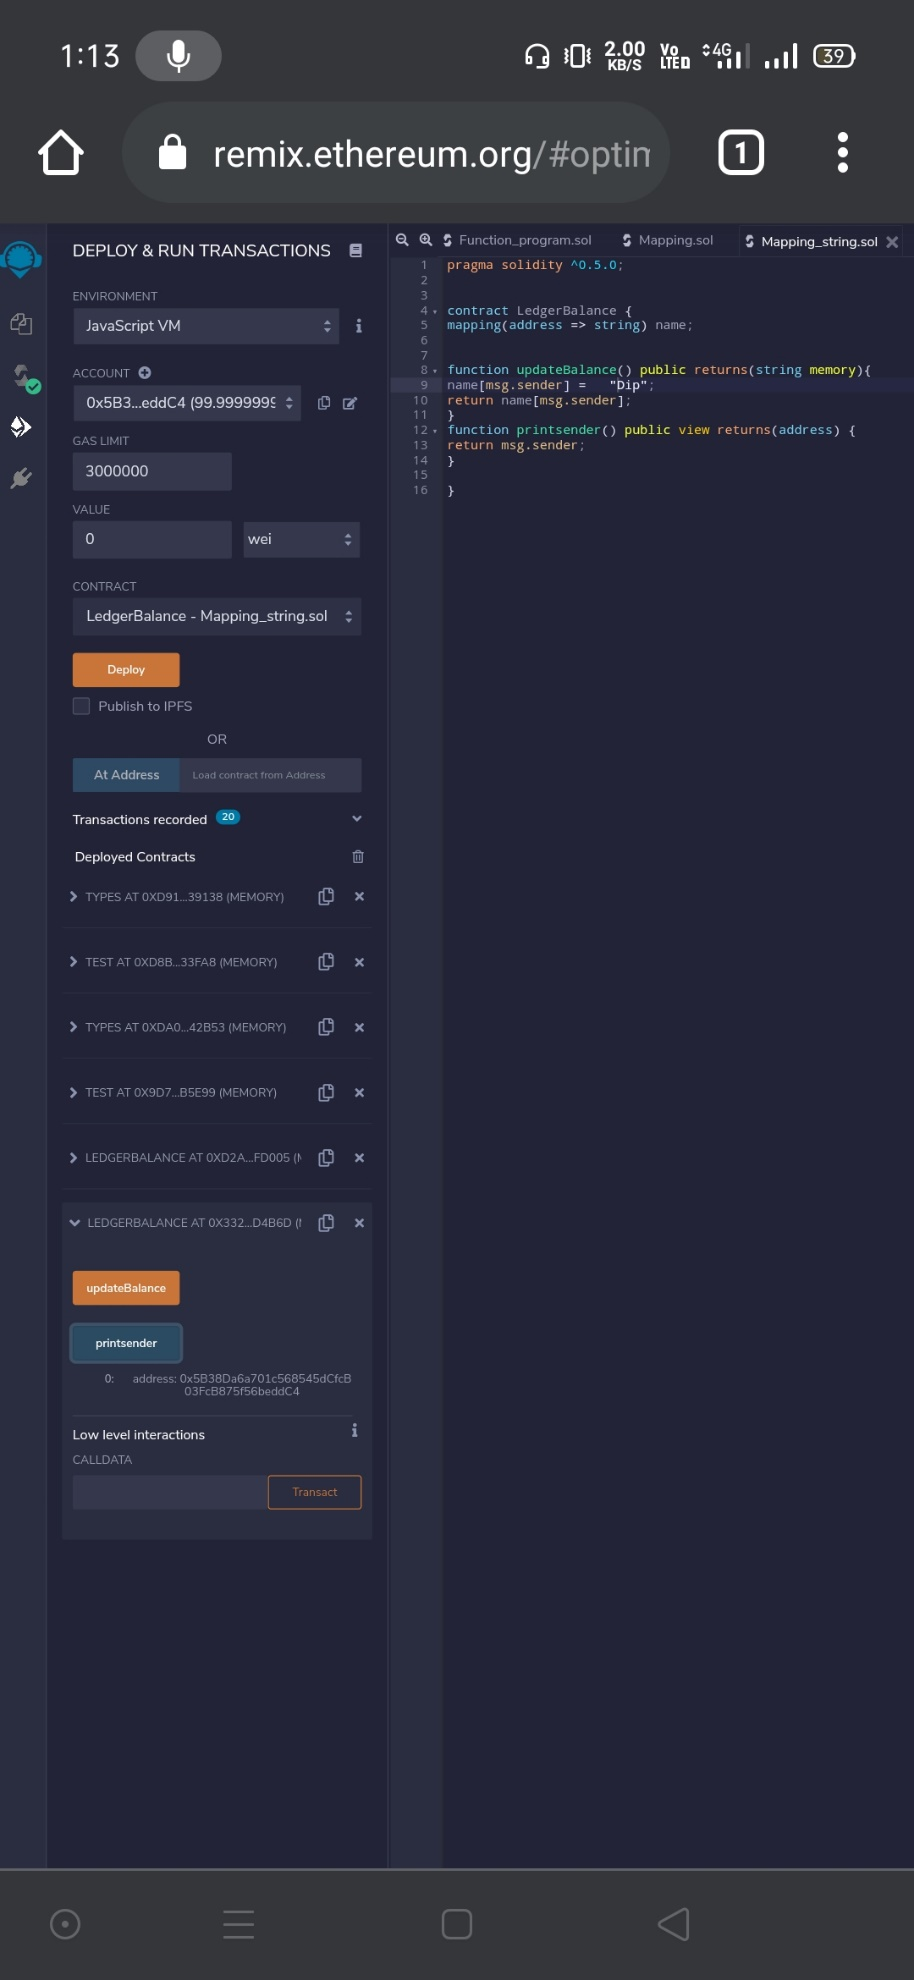 1:13
2.00
KB/S
Vo
LTE
4G
39
remix.ethereum.org/#optim
1
DEPLOY & RUN TRANSACTIONS
ENVIRONMENT
JavaScript VM
ACCOUNT
0x5B3...eddC4 (99.9999999
GAS LIMIT
3000000
VALUE
0
wei
CONTRACT
LedgerBalance - Mapping_string.sol
Deploy
Publish to IPFS
OR
At Address
Load contract from Address
Transactions recorded 20
Deployed Contracts
TYPES AT 0XD91...39138 (MEMORY)
TEST AT 0XD8B...33FA8 (MEMORY)
TYPES AT 0XDA0...42B53 (MEMORY)
TEST AT 0X9D7...B5E99 (MEMORY)
LEDGERBALANCE AT 0XD2A...FD005 (
LEDGERBALANCE AT 0X332...D4B6D (
updateBalance
printsender
0: address: 0x5B38Da6a701c568545dCfcB
03FcB875f56beddC4
Low level interactions
CALLDATA
Transact
Function_program.sol
Mapping.sol
Mapping_string.sol
1 pragma solidity ^0.5.0;
2
3
4 contract LedgerBalance {
5 mapping(address => string) name;
6
7
8 function updateBalance() public returns(string memory){
9 name[msg.sender] =   "Dip";
10 return name[msg.sender];
11 }
12 function printsender() public view returns(address) {
13 return msg.sender;
14 }
15
16 }